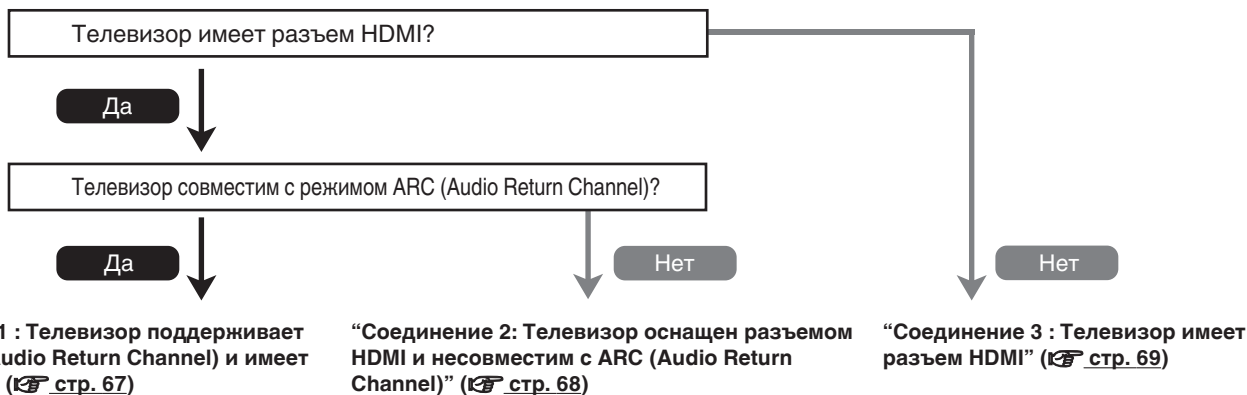 Телевизор имеет разъем HDMI?
Да
Телевизор совместим с режимом ARC (Audio Return Channel)?
Да
Нет
Нет
1 : Телевизор поддерживает
udio Return Channel) и имеет
(стр. 67)
“Соединение 2: Телевизор оснащен разъемом
HDMI и несовместим с ARC (Audio Return
Channel)” (стр. 68)
“Соединение 3 : Телевизор имеет
разъем HDMI” (стр. 69)